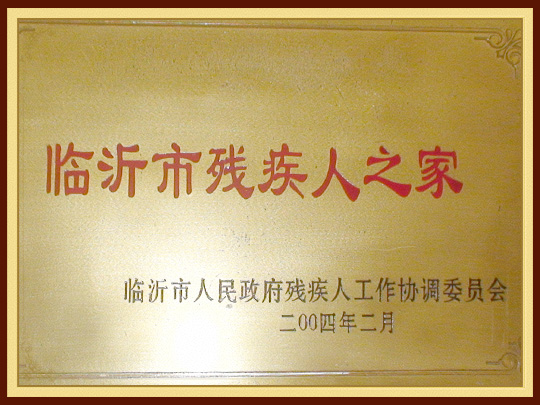 临沂市残疾人之家
临沂市人民政府残疾人工作协调委员会
二00四年二月